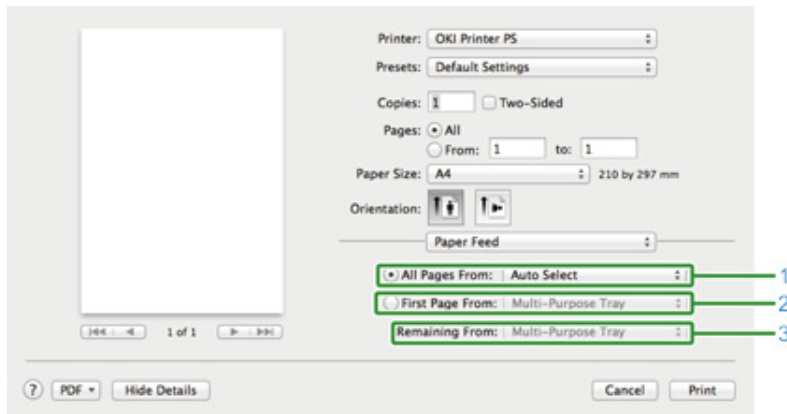 Printer: OKI Printer PS
Presets: Default Settings
Copies: 1 Two-Sided
Pages: All
From: 1 to: 1
Paper Size: A4 210 by 297 mm
Orientation:
Paper Feed
All Pages From: Auto Select 1
First Page From: Multi-Purpose Tray 2
Remaining From: Multi-Purpose Tray 3
1 of 1
? PDF Hide Details Cancel Print